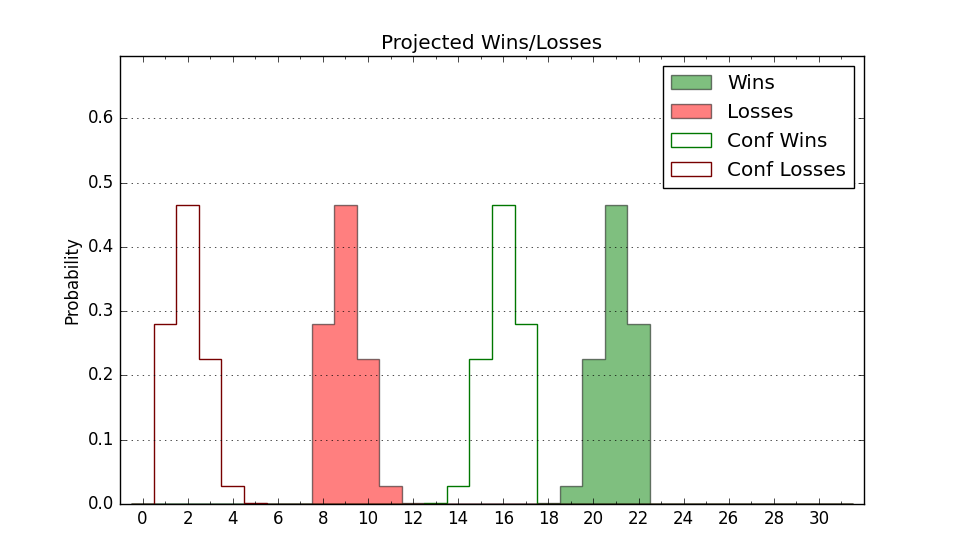 Projected Wins/Losses
Wins
Losses
Conf Wins
Conf Losses
Probability
0.6
0.5
0.4
0.3
0.2
0.1
0.0
0 2 4 6 8 10 12 14 16 18 20 22 24 26 28 30